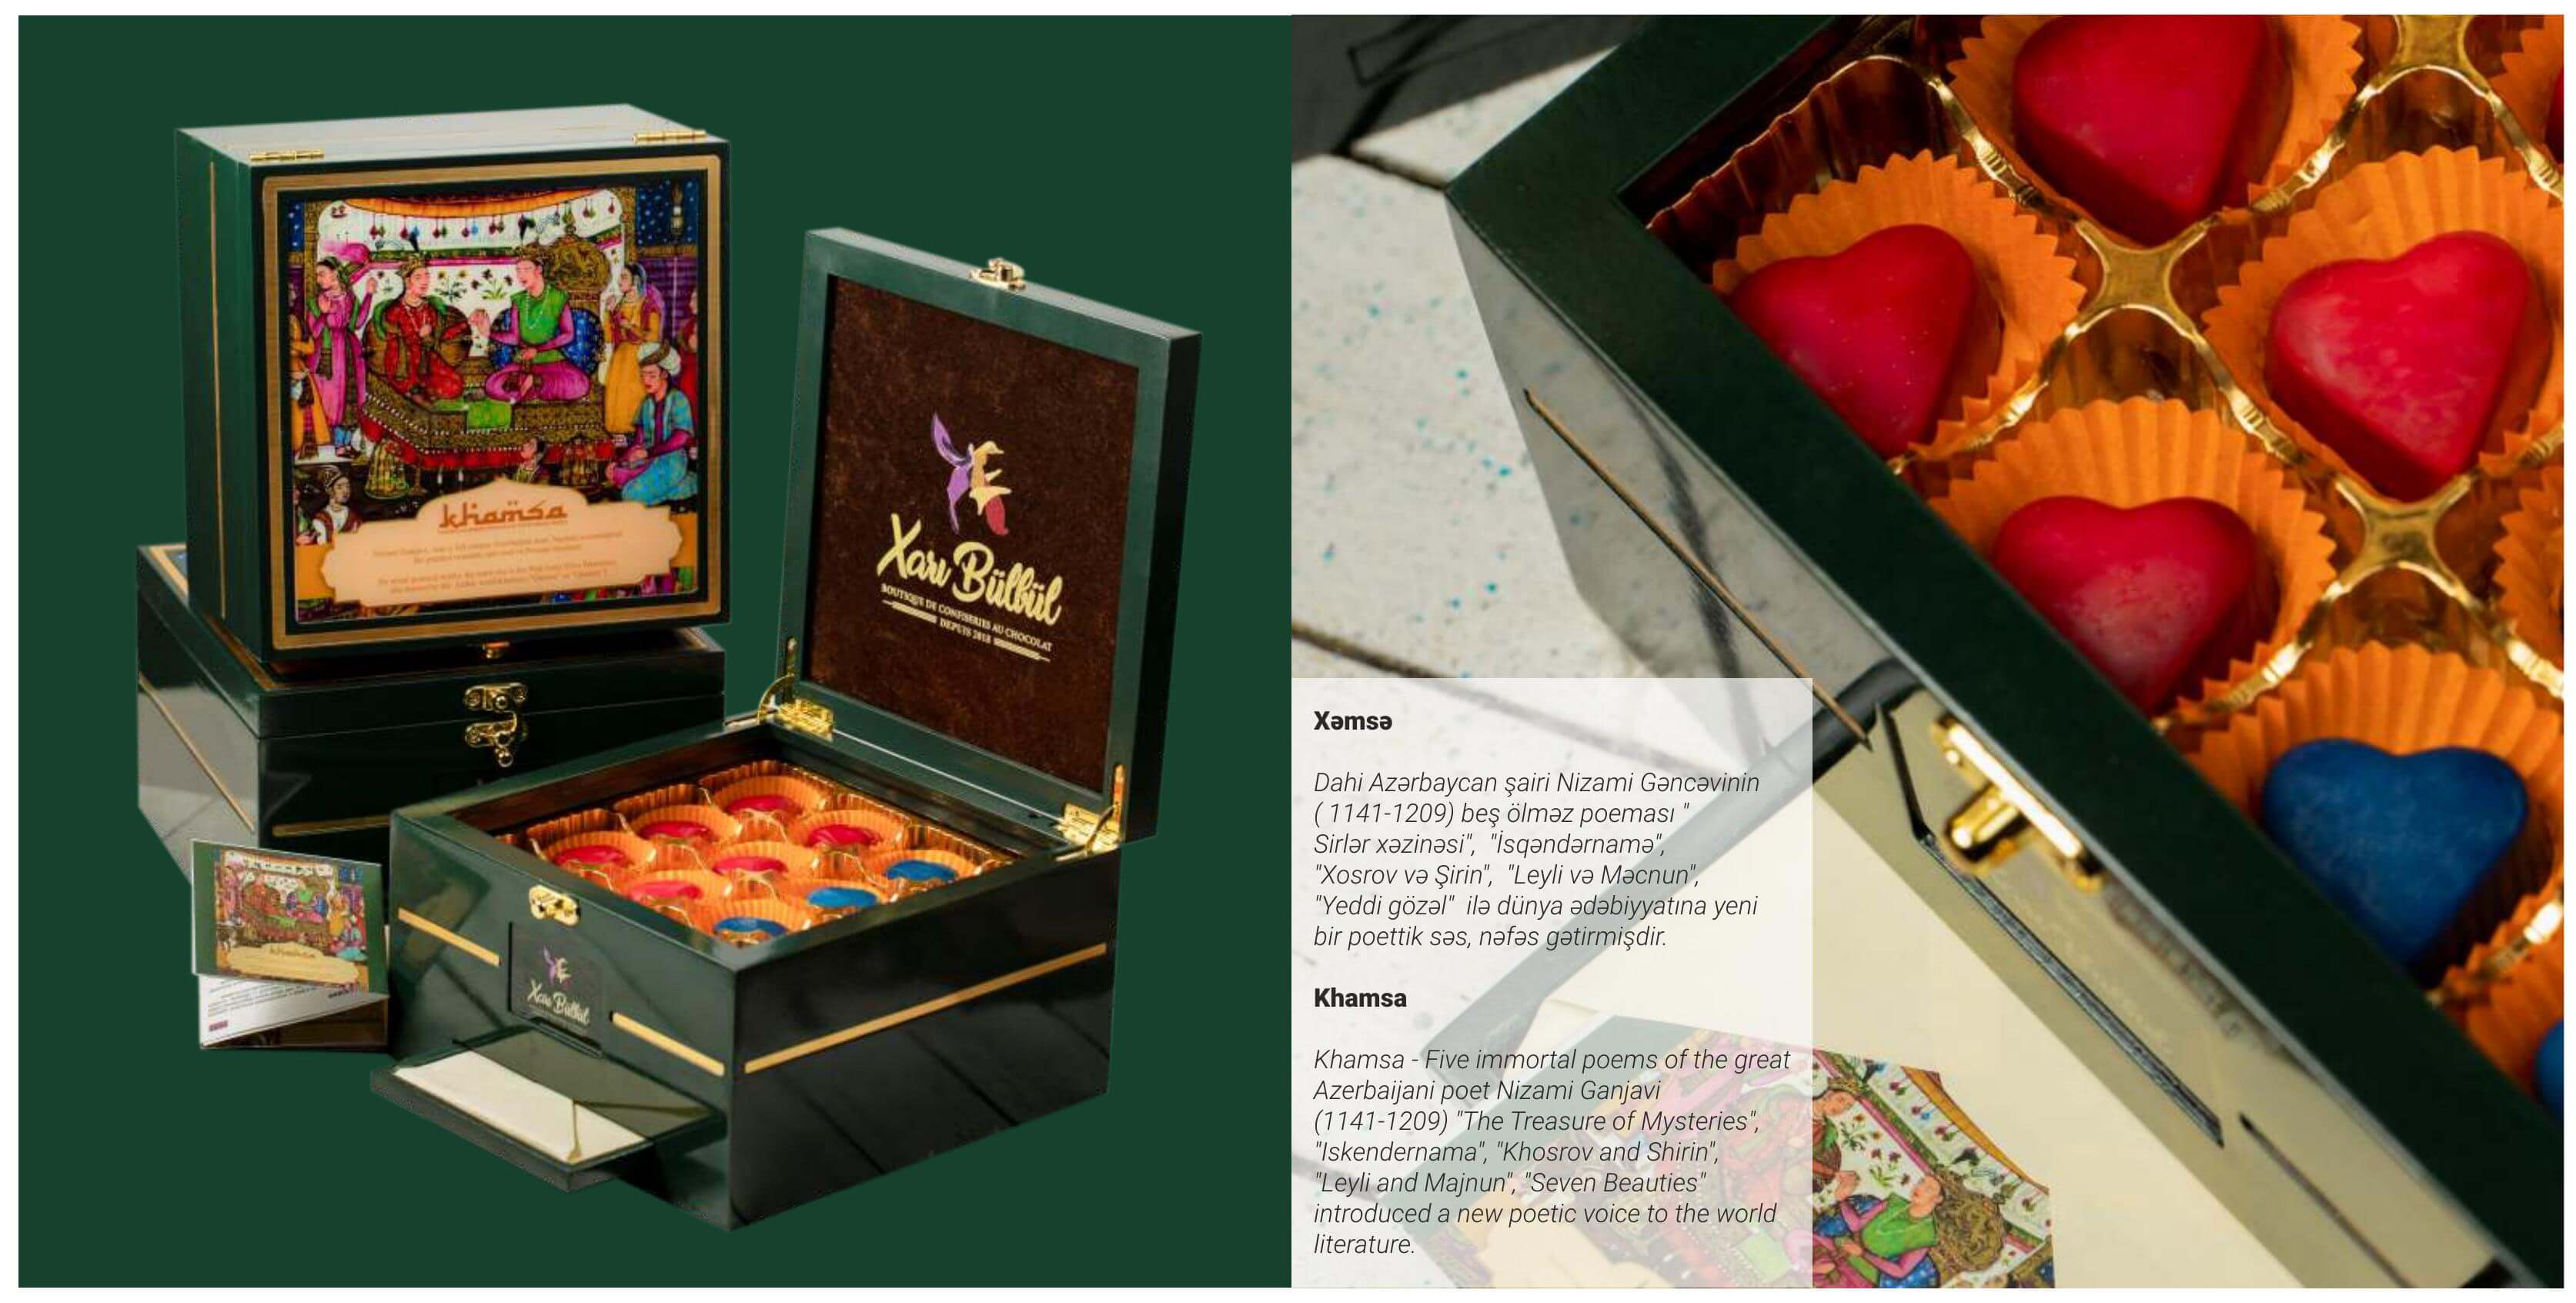 khamsa
Xarı Bülbül
BOUTIQUE DE CONFISERIES AU CHOCOLAT
DEPUIS 2018
Xarı Bülbül
khamsa
Xəmsə
Dahi Azərbaycan şairi Nizami Gəncəvinin
( 1141-1209) beş ölməz poeması "
Sirlər xəzinəsi", "İsqəndərnamə",
"Xosrov və Şirin", "Leyli və Məcnun",
"Yeddi gözəl" ilə dünya ədəbiyyatına yeni
bir poettik səs, nəfəs gətirmişdir.
Khamsa
Khamsa - Five immortal poems of the great
Azerbaijani poet Nizami Ganjavi
(1141-1209) "The Treasure of Mysteries",
"Iskendernama", "Khosrov and Shirin",
"Leyli and Majnun", "Seven Beauties"
introduced a new poetic voice to the world
literature.